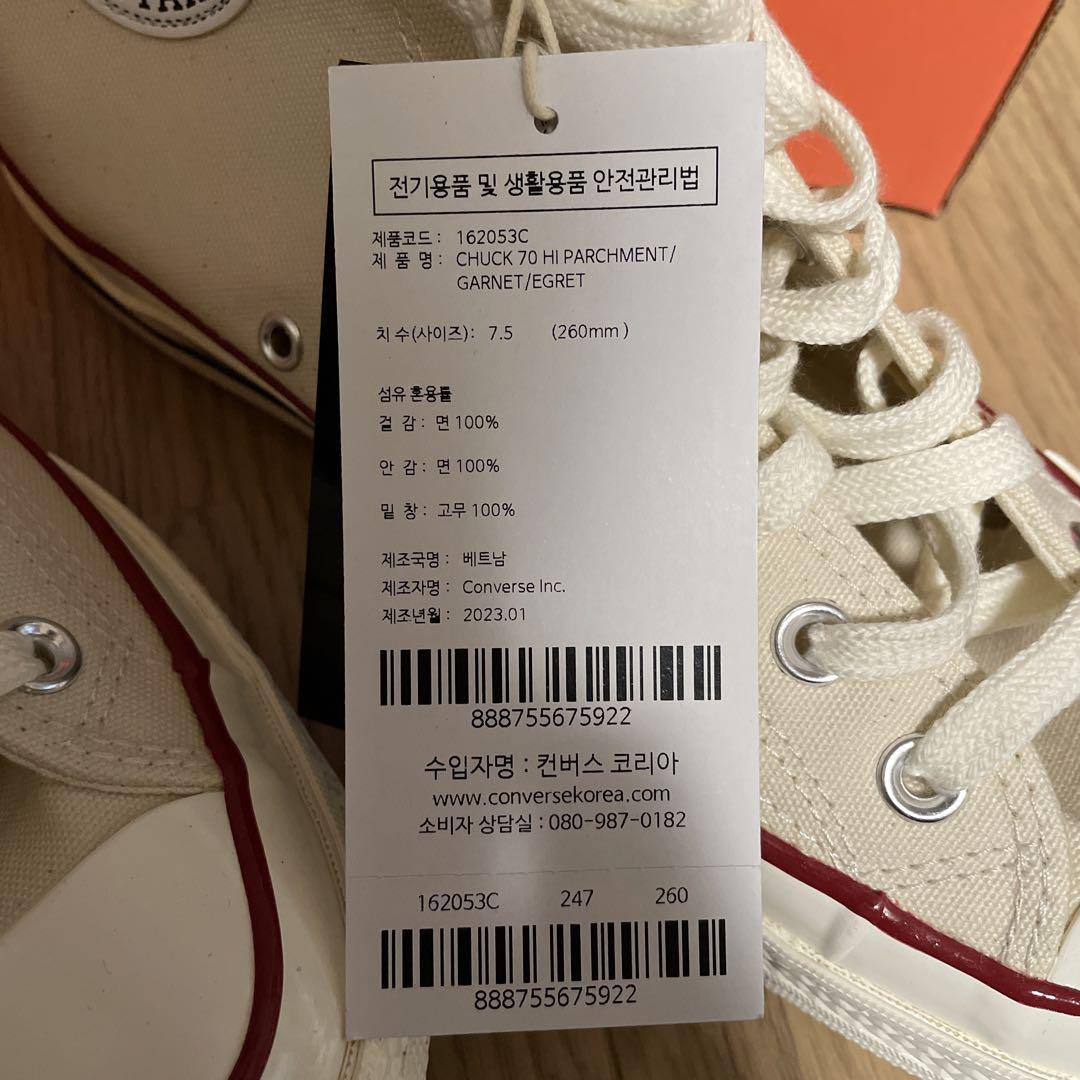 전기용품 및 생활용품 안전관리법
제품코드 : 162053C
제 품 명 : CHUCK 70 HI PARCHMENT/
GARNET/EGRET
치 수(사이즈) : 7.5 (260mm )
섬유 혼용률
겉 감 : 면 100%
안 감 : 면 100%
밑 창 : 고무 100%
제조국명 : 베트남
제조자명 : Converse Inc.
제조년월 : 2023.01
888755675922
수입자명 : 컨버스 코리아
www.conversekorea.com
소비자 상담실 : 080-987-0182
162053C 247 260
888755675922